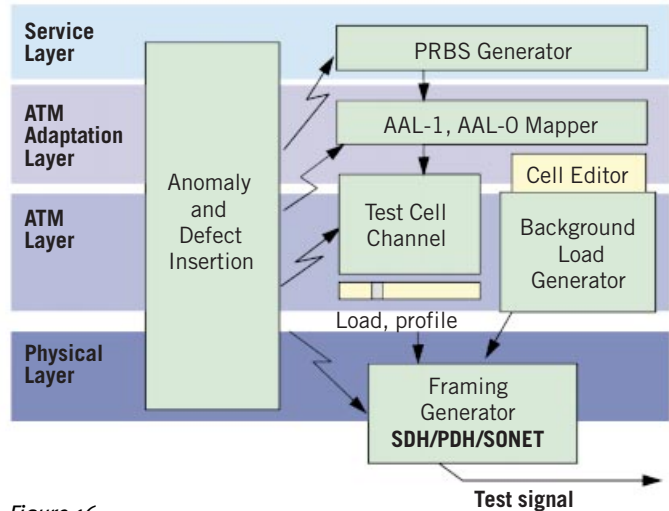 Service
Layer
PRBS Generator
ATM
Adaptation
Layer
AAL-1, AAL-0 Mapper
Anomaly
and
Defect
Insertion
Cell Editor
ATM
Layer
Test Cell
Channel
Background
Load
Generator
Load, profile
Physical
Layer
Framing
Generator
SDH/PDH/SONET
Test signal